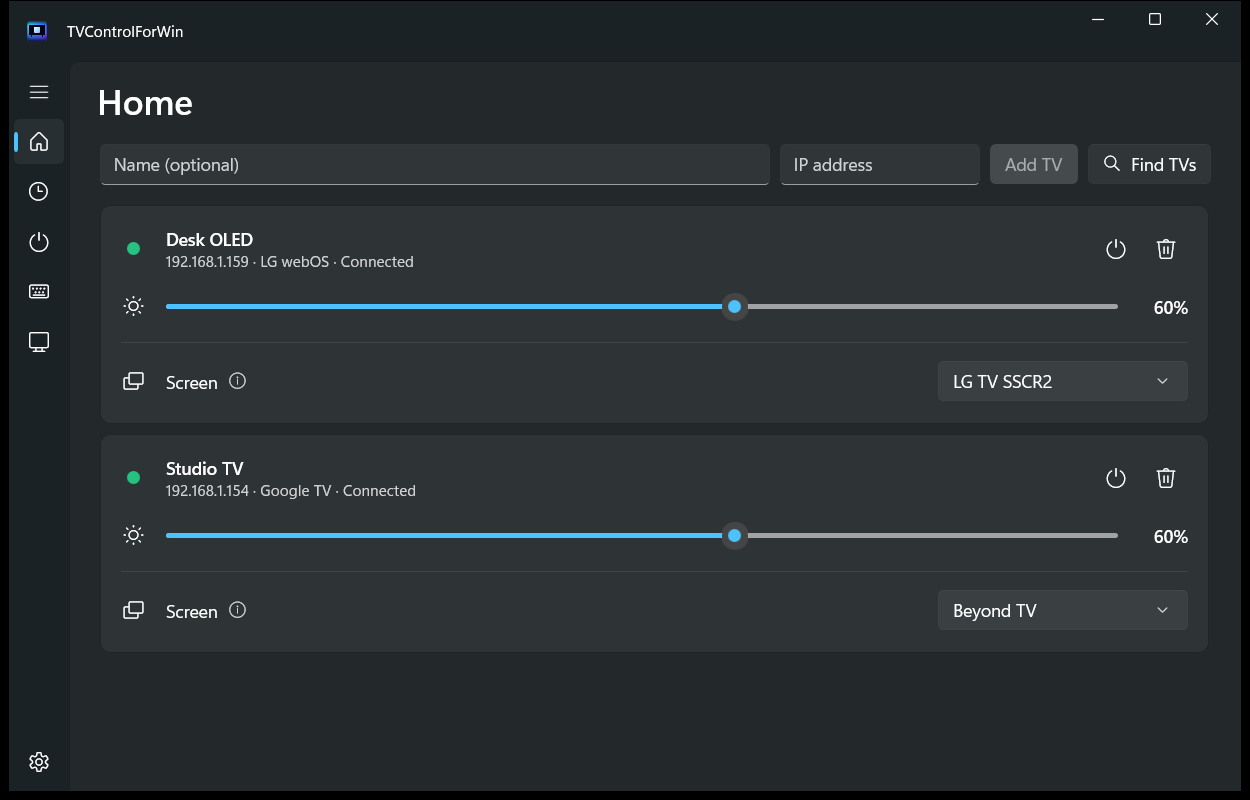 TVControlForWin
Home
Name (optional)
IP address
Add TV
Find TVs
Desk OLED
192.168.1.159 · LG webOS · Connected
60%
Screen
LG TV SSCR2
Studio TV
192.168.1.154 · Google TV · Connected
60%
Screen
Beyond TV